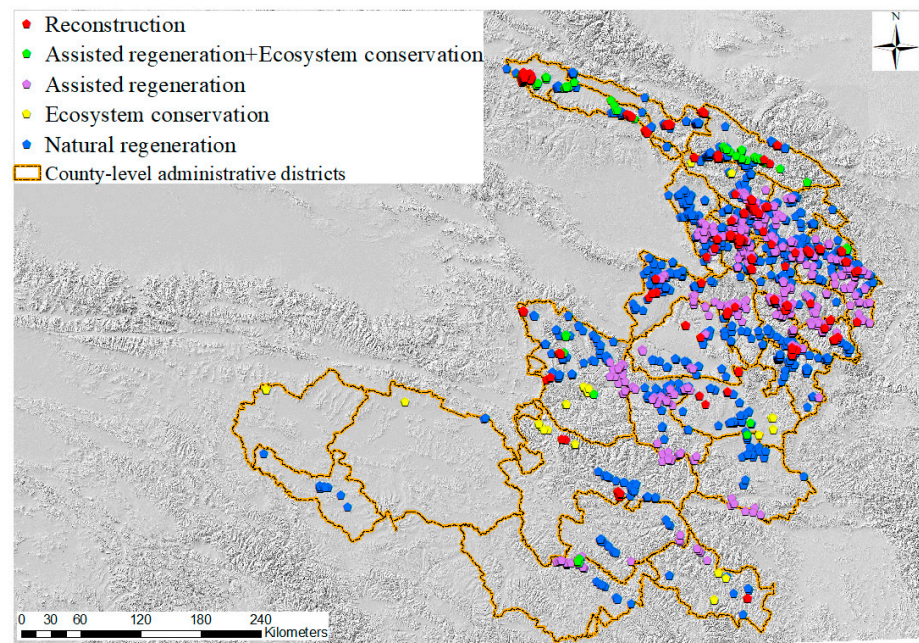 N
Reconstruction
Assisted regeneration+Ecosystem conservation
Assisted regeneration
Ecosystem conservation
Natural regeneration
County-level administrative districts
0 30 60 120 180 240
Kilometers